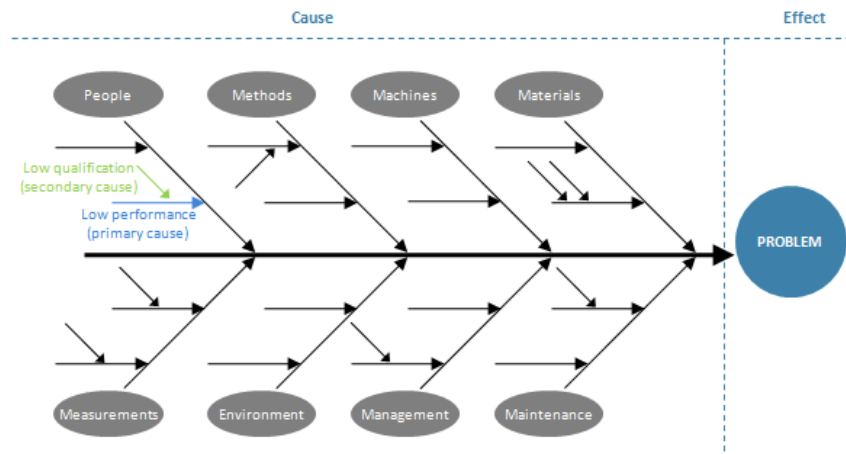 Cause
Effect
People
Methods
Machines
Materials
Low qualification
(secondary cause)
Low performance
(primary cause)
PROBLEM
Measurements
Environment
Management
Maintenance